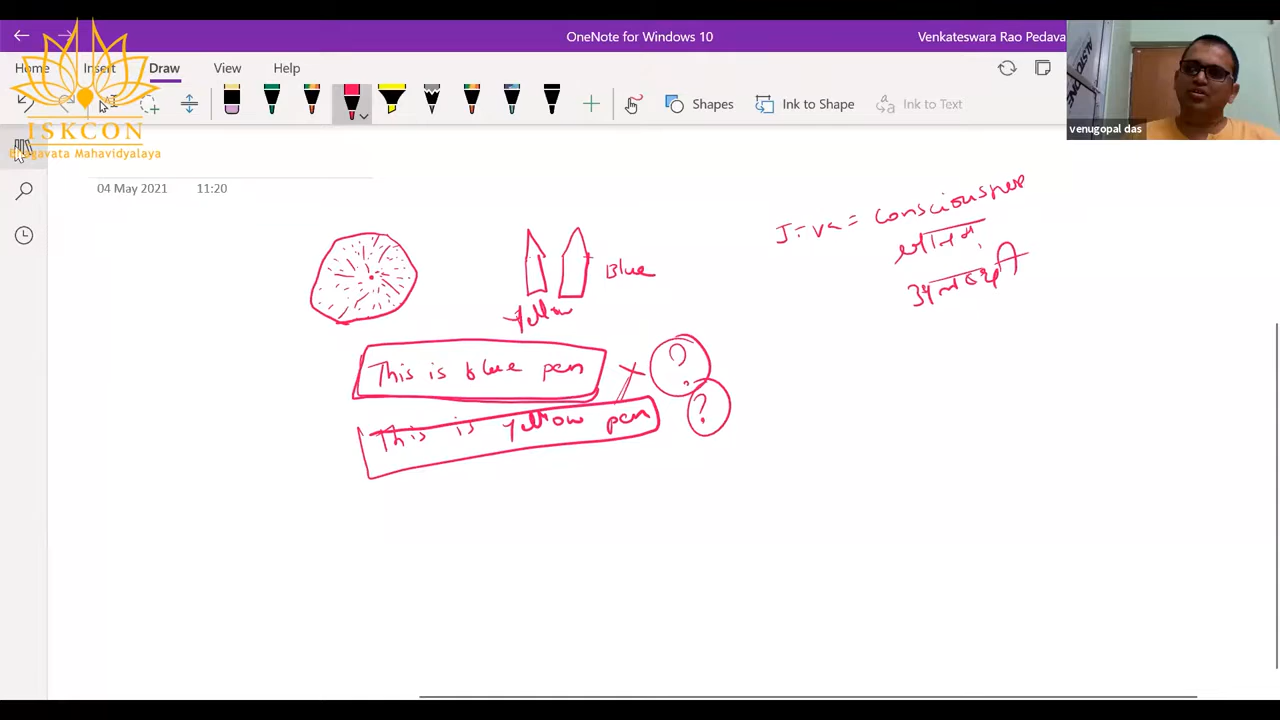 OneNote for Windows 10
Venkateswara Rao Pedava
Home Insert Draw View Help
Shapes Ink to Shape Ink to Text
ISKCON
Bhagavata Mahavidyalaya
venugopal das
04 May 2021 11:20
Jiva = consciousness
Blue
Yellow
This is blue pen × ?
This is yellow pen ?